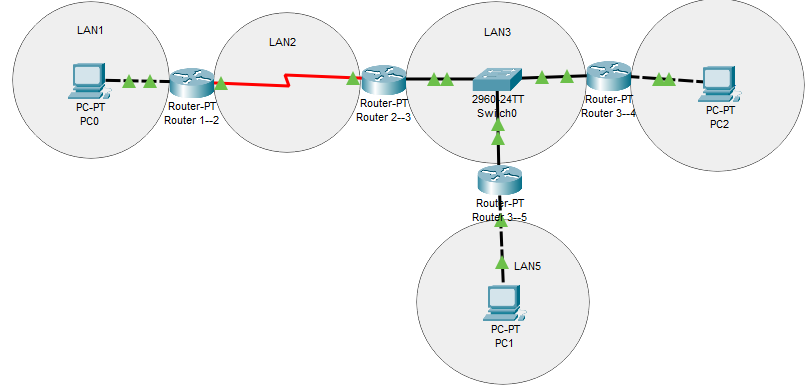 LAN1
LAN2
LAN3
PC-PT
PC0
Router-PT
Router 1--2
Router-PT
Router 2--3
2960-24TT
Switch0
Router-PT
Router 3--4
PC-PT
PC2
Router-PT
Router 3--5
LAN5
PC-PT
PC1